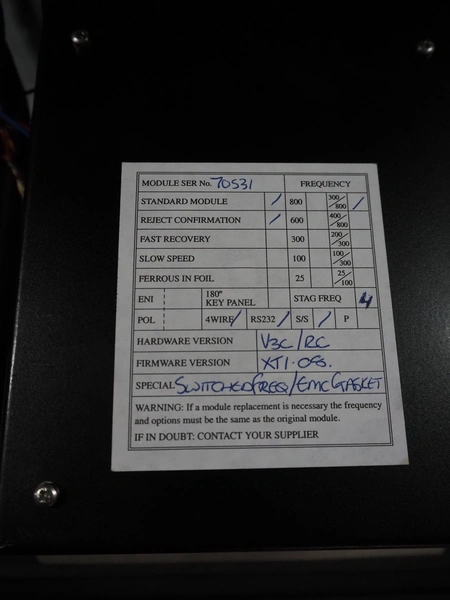 MODULE SER No. 70531 FREQUENCY
STANDARD MODULE / 800 300/800 /
REJECT CONFIRMATION / 600 400/800
FAST RECOVERY 300 200/300
SLOW SPEED 100 100/300
FERROUS IN FOIL 25 25/100
ENI 180° KEY PANEL STAG FREQ 4
POL 4WIRE / RS232 / S/S / P
HARDWARE VERSION V3C/RC
FIRMWARE VERSION
SPECIAL SWITCHED FREQ/EMC GASKET
WARNING: If a module replacement is necessary the frequency
and options must be the same as the original module.
IF IN DOUBT: CONTACT YOUR SUPPLIER